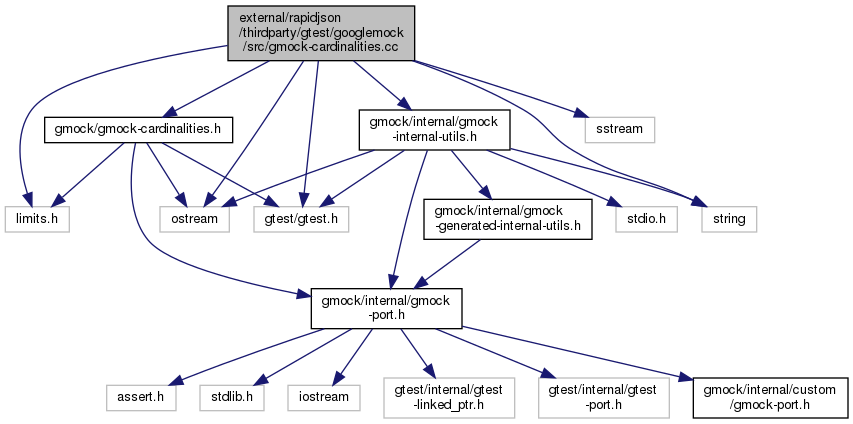 external/rapidjson
/thirdparty/gtest/googlemock
/src/gmock-cardinalities.cc
gmock/gmock-cardinalities.h
gmock/internal/gmock
-internal-utils.h
sstream
limits.h
ostream
gtest/gtest.h
gmock/internal/gmock
-generated-internal-utils.h
stdio.h
string
gmock/internal/gmock
-port.h
assert.h
stdlib.h
iostream
gtest/internal/gtest
-linked_ptr.h
gtest/internal/gtest
-port.h
gmock/internal/custom
/gmock-port.h